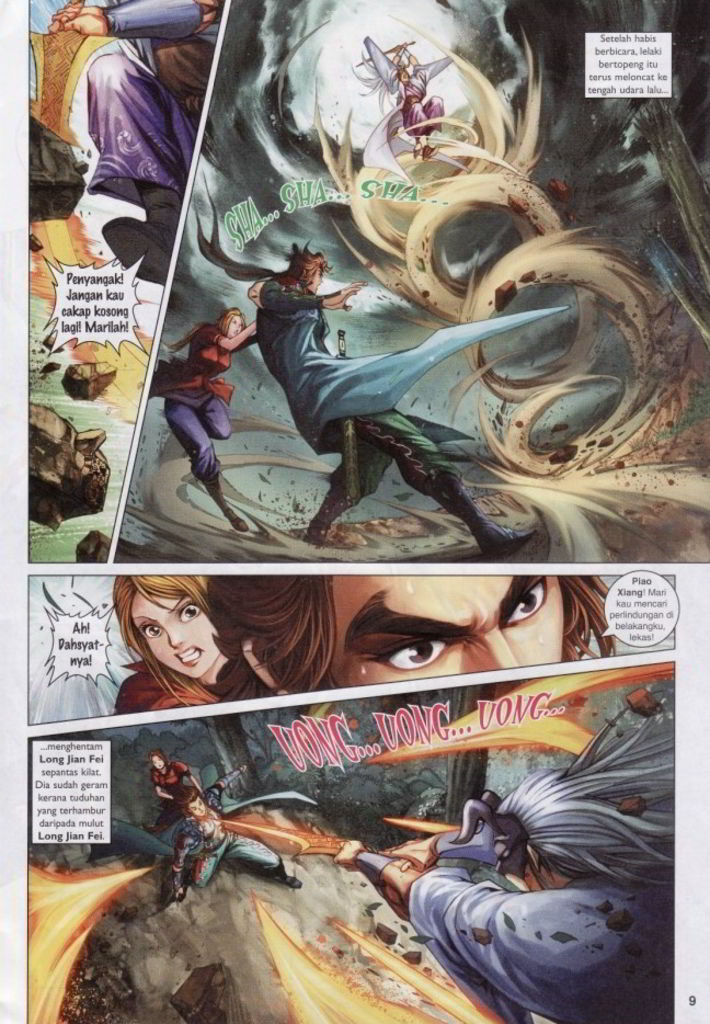 Penyangak!
Jangan kau
cakap kosong
lagi! Marilah!
Setelah habis
berbicara, lelaki
bertopeng itu
terus meloncat ke
tengah udara lalu...
SHA... SHA... SHA...
Ah!
Dahsyat-
nya!
Piao
Xiang! Mari
kau mencari
perlindungan di
belakangku,
lekas!
...menghentam
Long Jian Fei
sepantas kilat.
Dia sudah geram
kerana tuduhan
yang terhambur
daripada mulut
Long Jian Fei.
UONG... UONG... UONG...
9